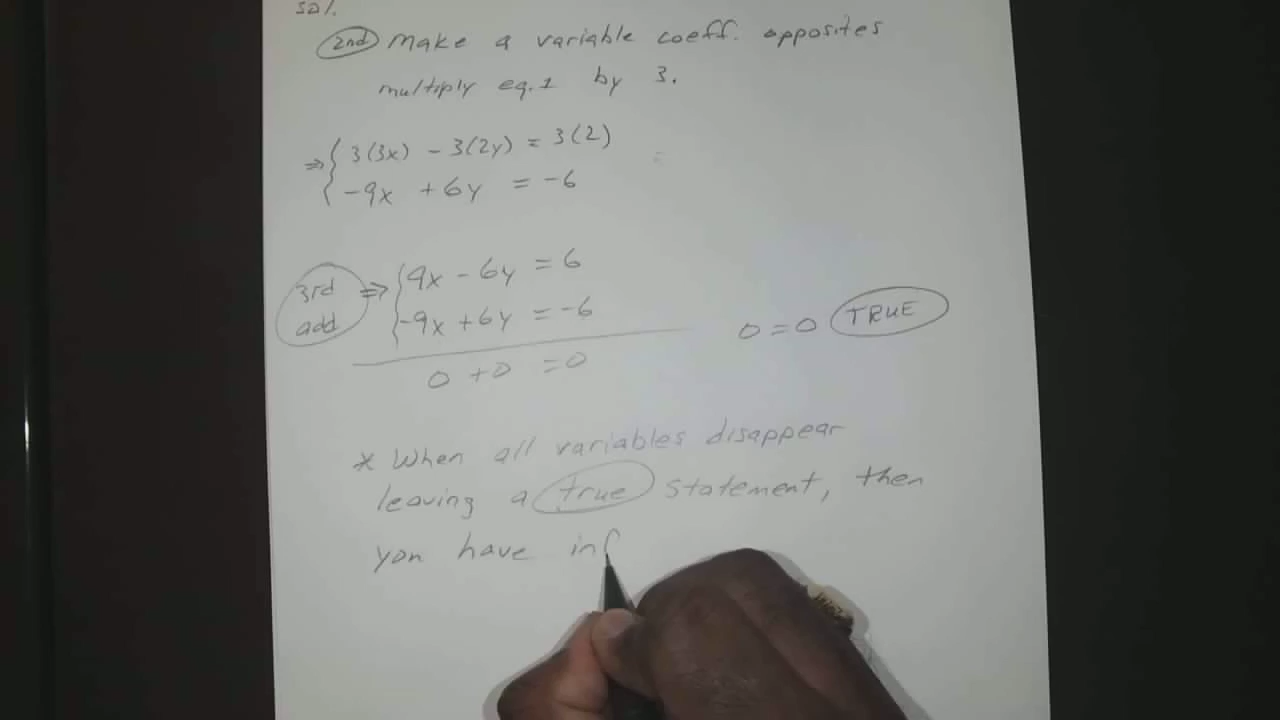 sol.
2nd Make a variable coeff. opposites
multiply eq.1 by 3.
⇒ { 3(3x) - 3(2y) = 3(2)
-9x + 6y = -6
3rd add ⇒ { 9x - 6y = 6
-9x + 6y = -6
0 = 0 TRUE
0 + 0 = 0
* When all variables disappear
leaving a true statement, then
you have inf